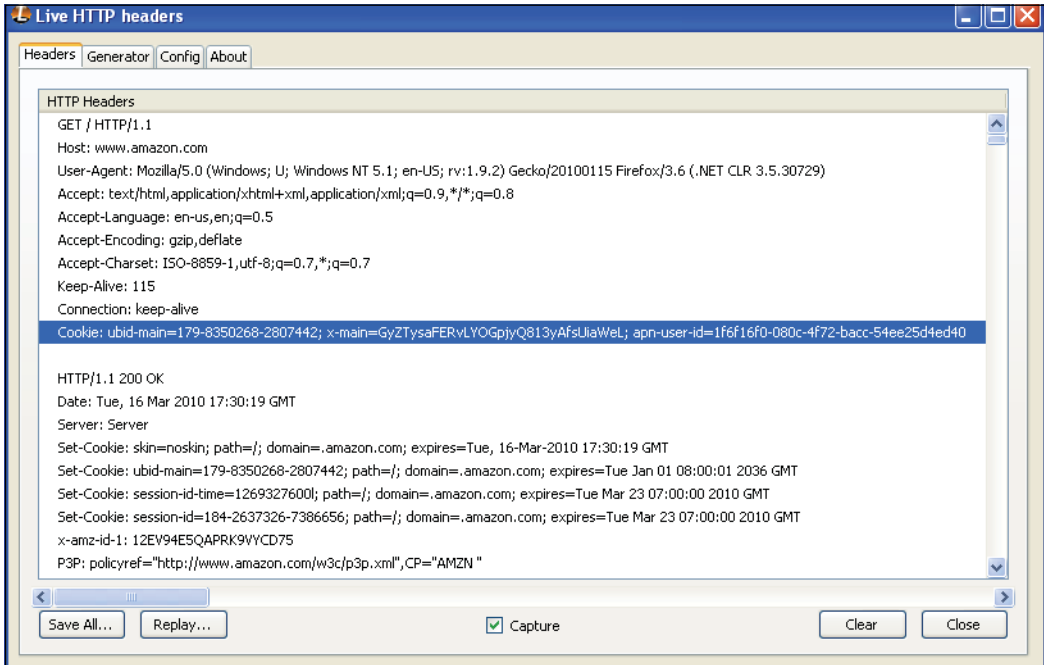 Live HTTP headers
Headers Generator Config About
HTTP Headers
GET / HTTP/1.1
Host: www.amazon.com
User-Agent: Mozilla/5.0 (Windows; U; Windows NT 5.1; en-US; rv:1.9.2) Gecko/20100115 Firefox/3.6 (.NET CLR 3.5.30729)
Accept: text/html,application/xhtml+xml,application/xml;q=0.9,*/*;q=0.8
Accept-Language: en-us,en;q=0.5
Accept-Encoding: gzip,deflate
Accept-Charset: ISO-8859-1,utf-8;q=0.7,*;q=0.7
Keep-Alive: 115
Connection: keep-alive
Cookie: ubid-main=179-8350268-2807442; x-main=GyZTysaFERvLYOGpjyQ813yAfsUiaWeL; apn-user-id=1f6f16f0-080c-4f72-bacc-54ee25d4ed40
HTTP/1.1 200 OK
Date: Tue, 16 Mar 2010 17:30:19 GMT
Server: Server
Set-Cookie: skin=noskin; path=/; domain=.amazon.com; expires=Tue, 16-Mar-2010 17:30:19 GMT
Set-Cookie: ubid-main=179-8350268-2807442; path=/; domain=.amazon.com; expires=Tue Jan 01 08:00:01 2036 GMT
Set-Cookie: session-id-time=1269327600l; path=/; domain=.amazon.com; expires=Tue Mar 23 07:00:00 2010 GMT
Set-Cookie: session-id=184-2637326-7386656; path=/; domain=.amazon.com; expires=Tue Mar 23 07:00:00 2010 GMT
x-amz-id-1: 12EV94E5QAPRK9VYCD75
P3P: policyref="http://www.amazon.com/w3c/p3p.xml",CP="AMZN "
Save All... Replay... Capture Clear Close